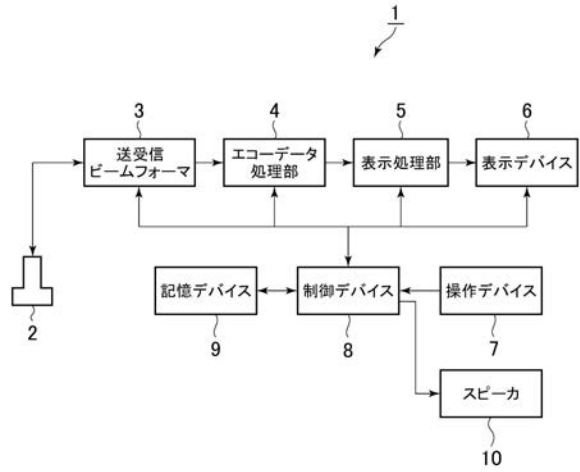 1
3
4
5
6
送受信
ビームフォーマ
エコーデータ
処理部
表示処理部
表示デバイス
2
記憶デバイス
制御デバイス
操作デバイス
9
8
7
スピーカ
10